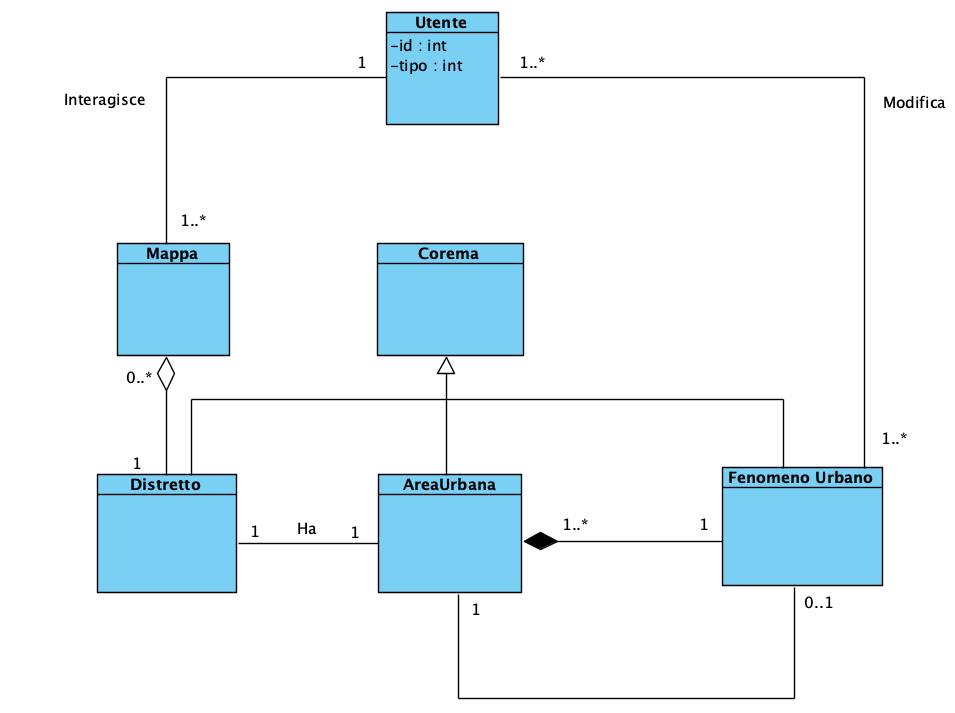 Utente
-id : int
-tipo : int
1
1..*
Interagisce
Modifica
1..*
Mappa
Corema
0..*
1..*
1
Distretto
AreaUrbana
Fenomeno Urbano
1
Ha
1
1..*
1
1
0..1